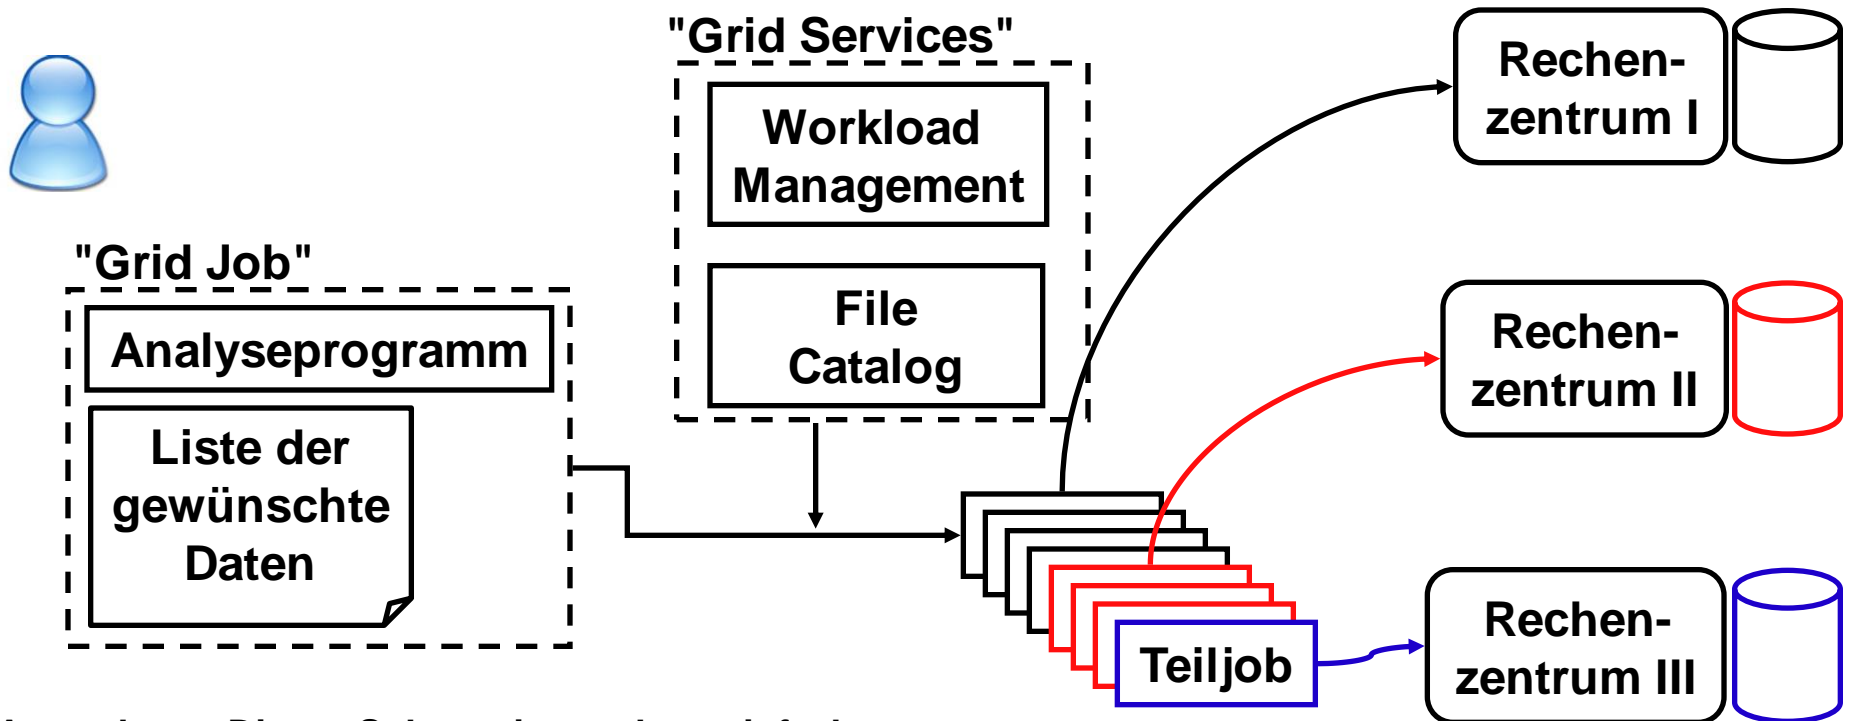 "Grid Services"
Workload
Management
File
Catalog
"Grid Job"
Analyseprogramm
Liste der
gewünschte
Daten
Teiljob
Rechen-
zentrum I
Rechen-
zentrum II
Rechen-
zentrum III